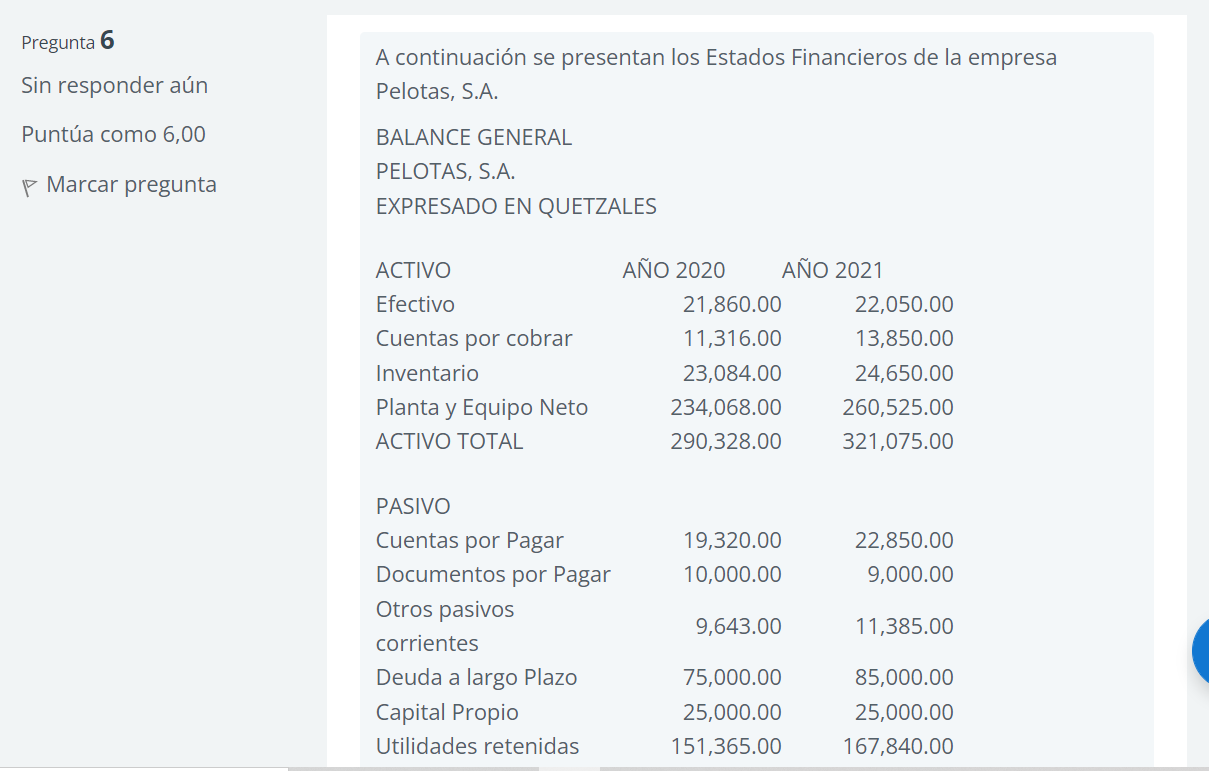 Pregunta 6
Sin responder aún
Puntúa como 6,00
Marcar pregunta
A continuación se presentan los Estados Financieros de la empresa
Pelotas, S.A.
BALANCE GENERAL
PELOTAS, S.A.
EXPRESADO EN QUETZALES
ACTIVO AÑO 2020 AÑO 2021
Efectivo 21,860.00 22,050.00
Cuentas por cobrar 11,316.00 13,850.00
Inventario 23,084.00 24,650.00
Planta y Equipo Neto 234,068.00 260,525.00
ACTIVO TOTAL 290,328.00 321,075.00
PASIVO
Cuentas por Pagar 19,320.00 22,850.00
Documentos por Pagar 10,000.00 9,000.00
Otros pasivos
corrientes 9,643.00 11,385.00
Deuda a largo Plazo 75,000.00 85,000.00
Capital Propio 25,000.00 25,000.00
Utilidades retenidas 151,365.00 167,840.00